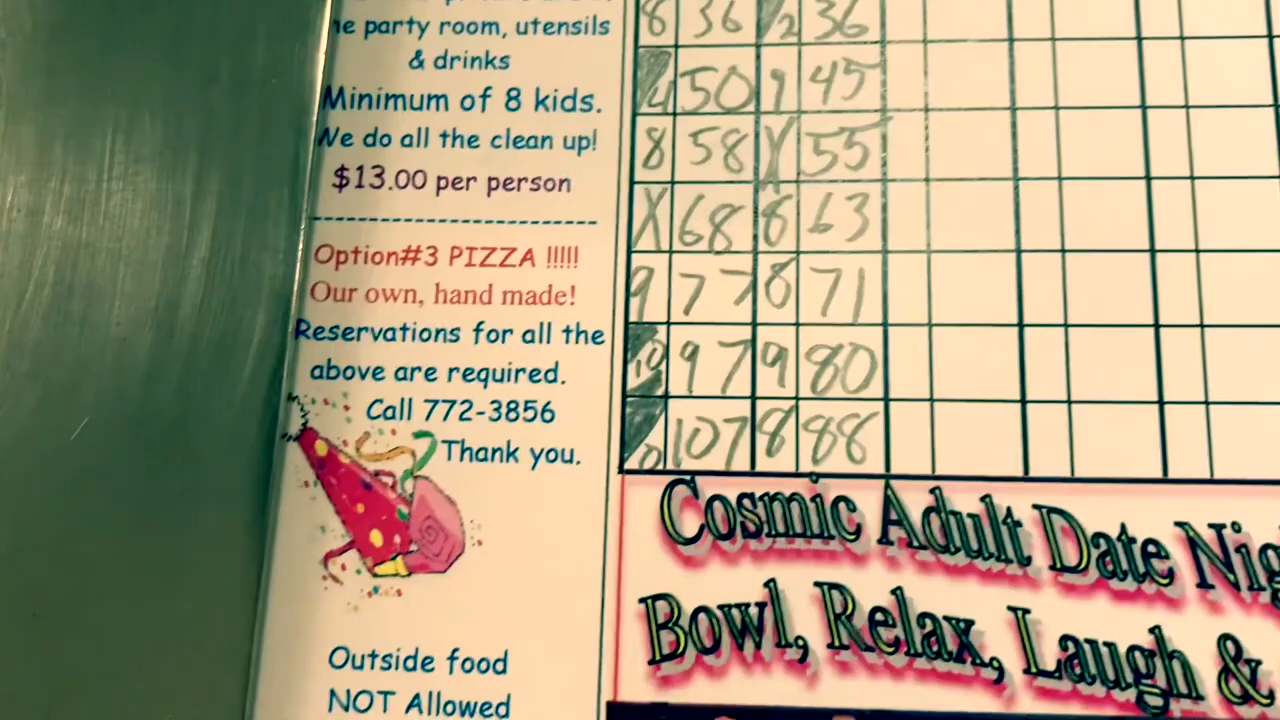 he party room, utensils
& drinks
Minimum of 8 kids.
We do all the clean up!
$13.00 per person
Option#3 PIZZA !!!!!
Our own, hand made!
Reservations for all the
above are required.
Call 772-3856
Thank you.
Outside food
NOT Allowed
8 36 /2 36
/4 50 9 45
8 58 X 55
X 68 8 63
9 77 8 71
10 97 9 80
0 107 8 88
Cosmic Adult Date Nig
Bowl, Relax, Laugh &